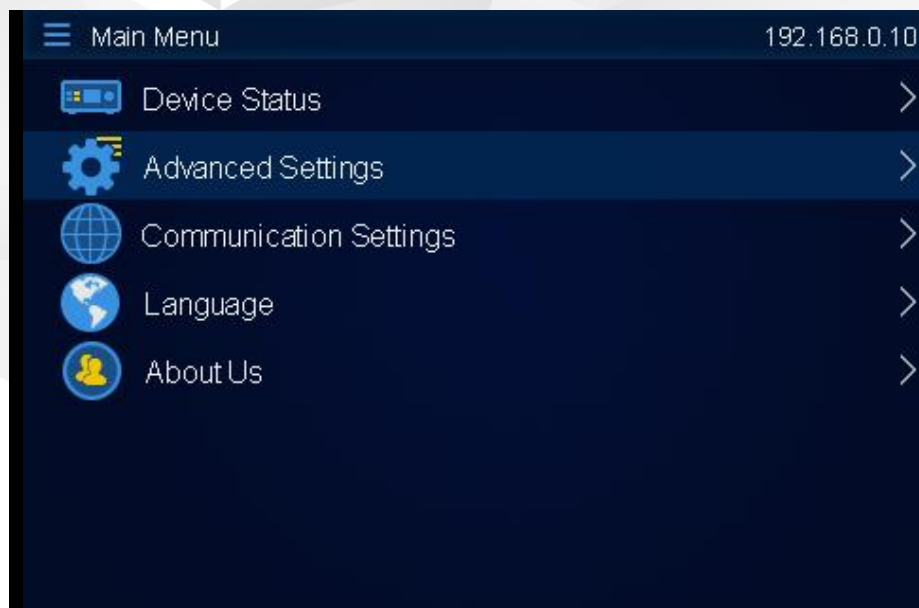 Main Menu 192.168.0.10
Device Status
Advanced Settings
Communication Settings
Language
About Us